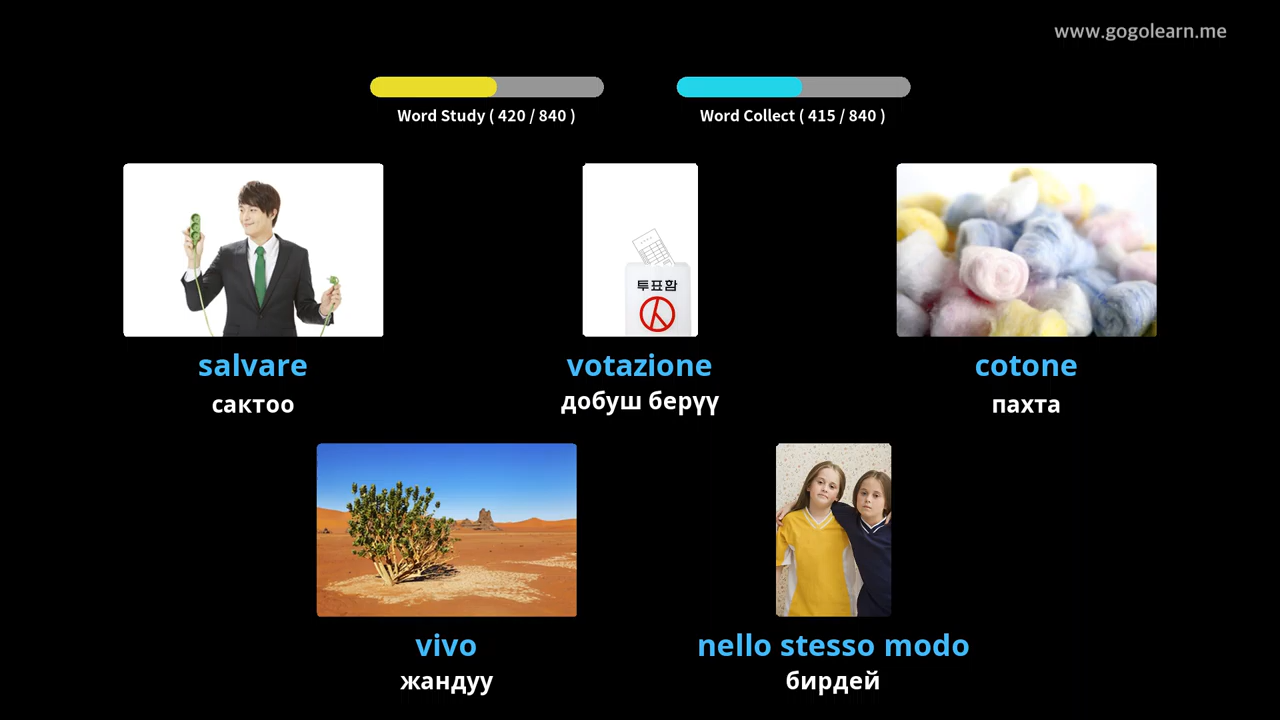 www.gogolearn.me
Word Study ( 420 / 840 )
Word Collect ( 415 / 840 )
투표함
salvare
votazione
cotone
сактоо
добуш берүү
пахта
vivo
nello stesso modo
жандуу
бирдей